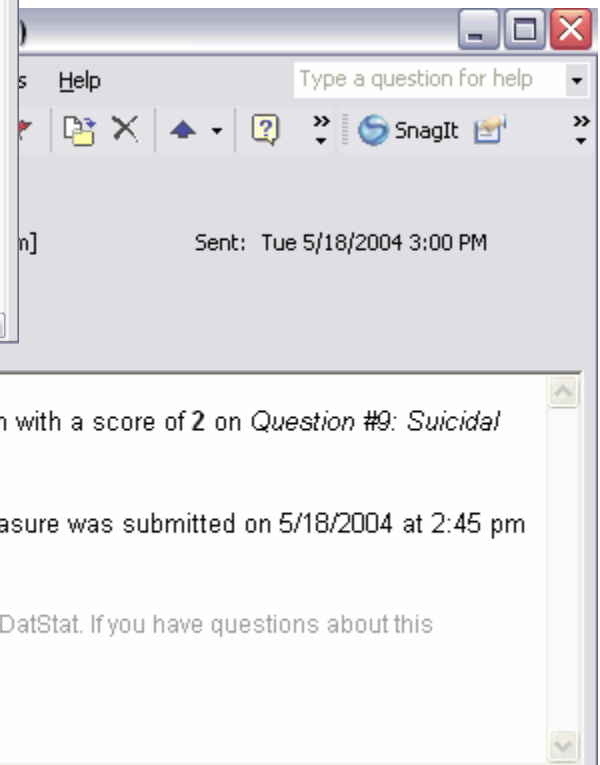 )
s Help Type a question for help
SnagIt
n] Sent: Tue 5/18/2004 3:00 PM
n with a score of 2 on Question #9: Suicidal
asure was submitted on 5/18/2004 at 2:45 pm
DatStat. If you have questions about this